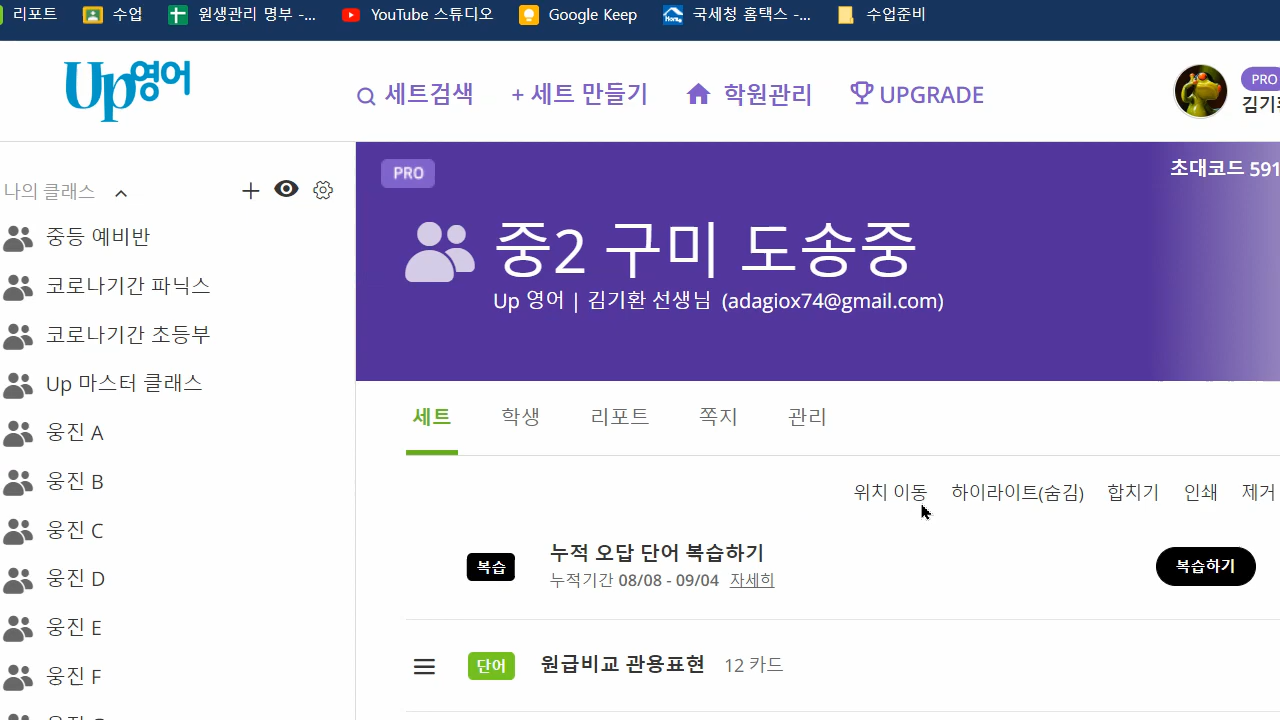 리포트 수업 원생관리 명부 -... YouTube 스튜디오 Google Keep 국세청 홈택스 -... 수업준비
Up영어 세트검색 + 세트 만들기 학원관리 UPGRADE PRO
김기
초대코드 591
PRO
중2 구미 도송중
Up 영어 | 김기환 선생님 (adagiox74@gmail.com)
나의 클래스
중등 예비반
코로나기간 파닉스
코로나기간 초등부
Up 마스터 클래스
웅진 A
웅진 B
웅진 C
웅진 D
웅진 E
웅진 F
세트 학생 리포트 쪽지 관리
위치 이동 하이라이트(숨김) 합치기 인쇄 제거
복습 누적 오답 단어 복습하기 복습하기
누적기간 08/08 - 09/04 자세히
단어 원급비교 관용표현 12 카드